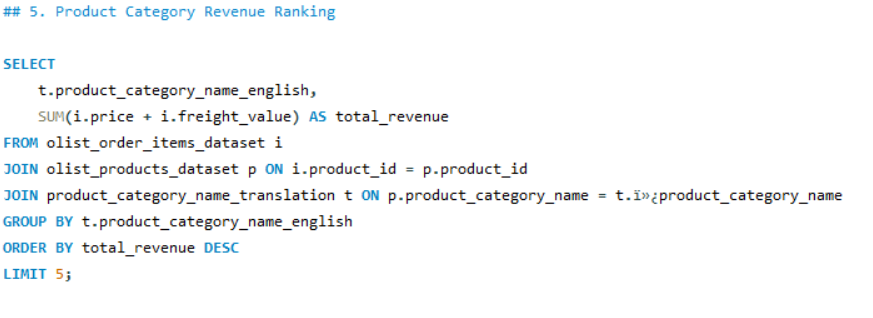 ## 5. Product Category Revenue Ranking
SELECT
t.product_category_name_english,
SUM(i.price + i.freight_value) AS total_revenue
FROM olist_order_items_dataset i
JOIN olist_products_dataset p ON i.product_id = p.product_id
JOIN product_category_name_translation t ON p.product_category_name = t.ï»¿product_category_name
GROUP BY t.product_category_name_english
ORDER BY total_revenue DESC
LIMIT 5;